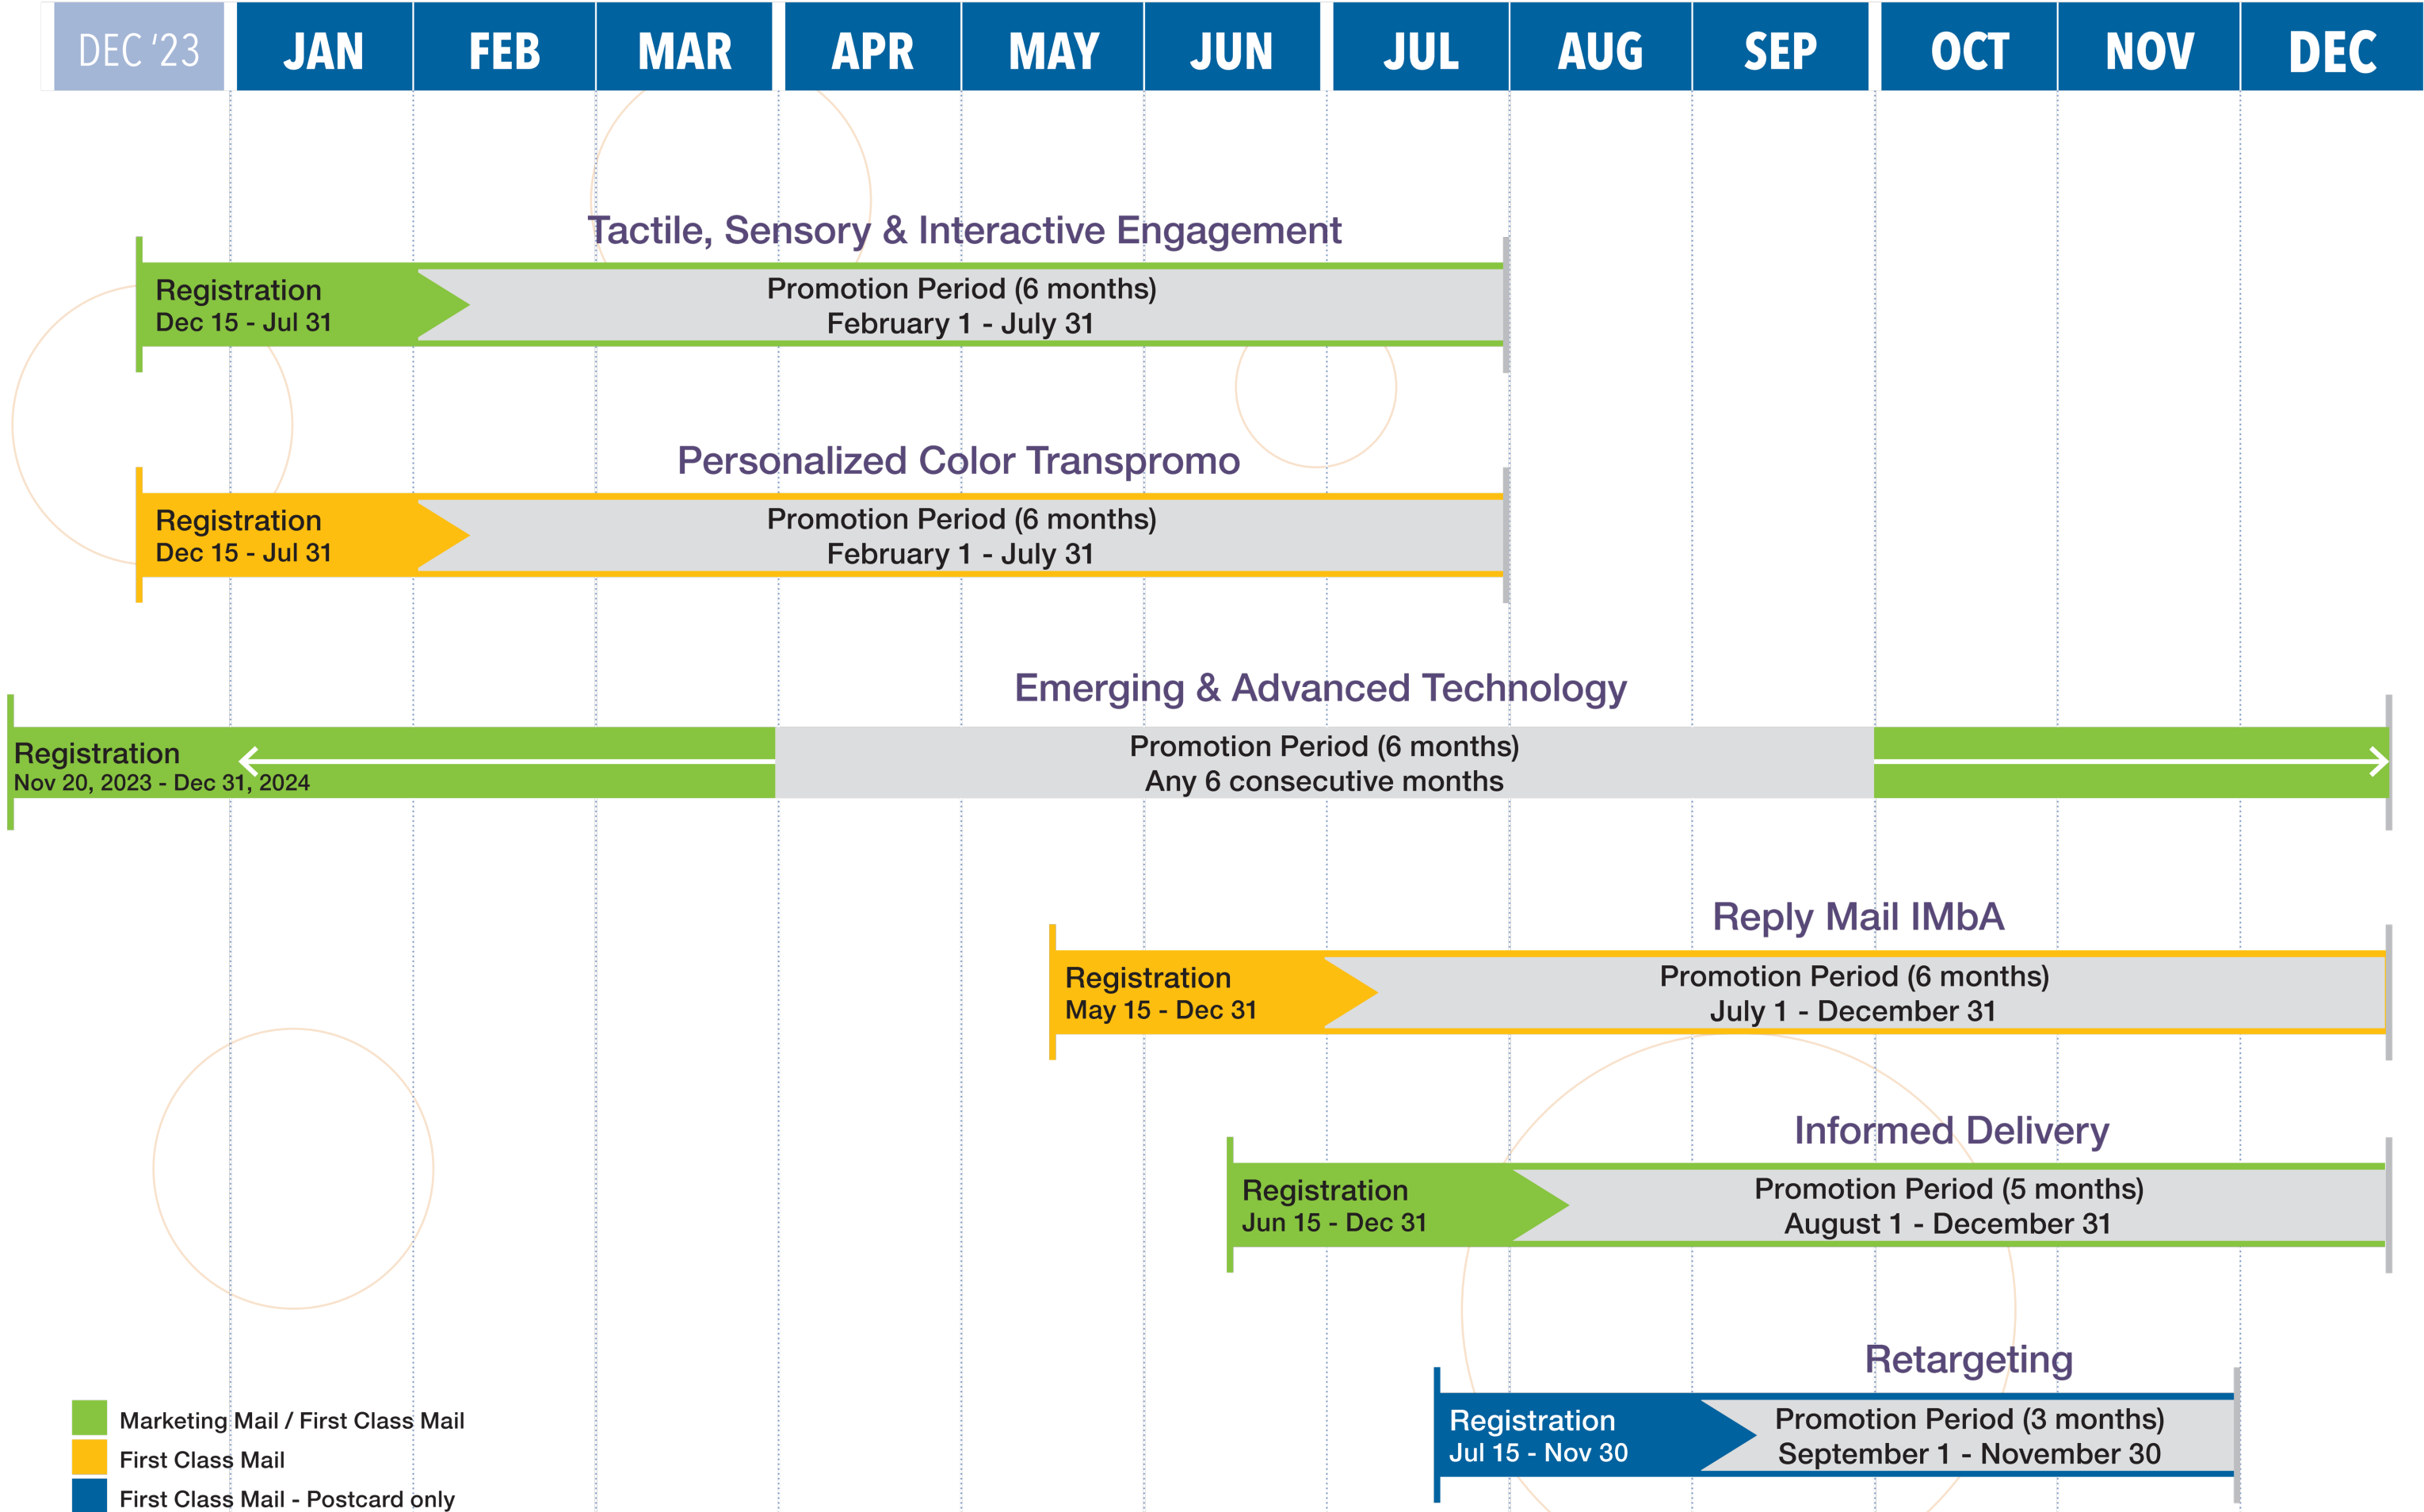 DEC '23 JAN FEB MAR APR MAY JUN JUL AUG SEP OCT NOV DEC
Tactile, Sensory & Interactive Engagement
Registration
Dec 15 - Jul 31
Promotion Period (6 months)
February 1 - July 31
Personalized Color Transpromo
Registration
Dec 15 - Jul 31
Promotion Period (6 months)
February 1 - July 31
Emerging & Advanced Technology
Registration
Nov 20, 2023 - Dec 31, 2024
Promotion Period (6 months)
Any 6 consecutive months
Reply Mail IMbA
Registration
May 15 - Dec 31
Promotion Period (6 months)
July 1 - December 31
Informed Delivery
Registration
Jun 15 - Dec 31
Promotion Period (5 months)
August 1 - December 31
Retargeting
Registration
Jul 15 - Nov 30
Promotion Period (3 months)
September 1 - November 30
Marketing Mail / First Class Mail
First Class Mail
First Class Mail - Postcard only